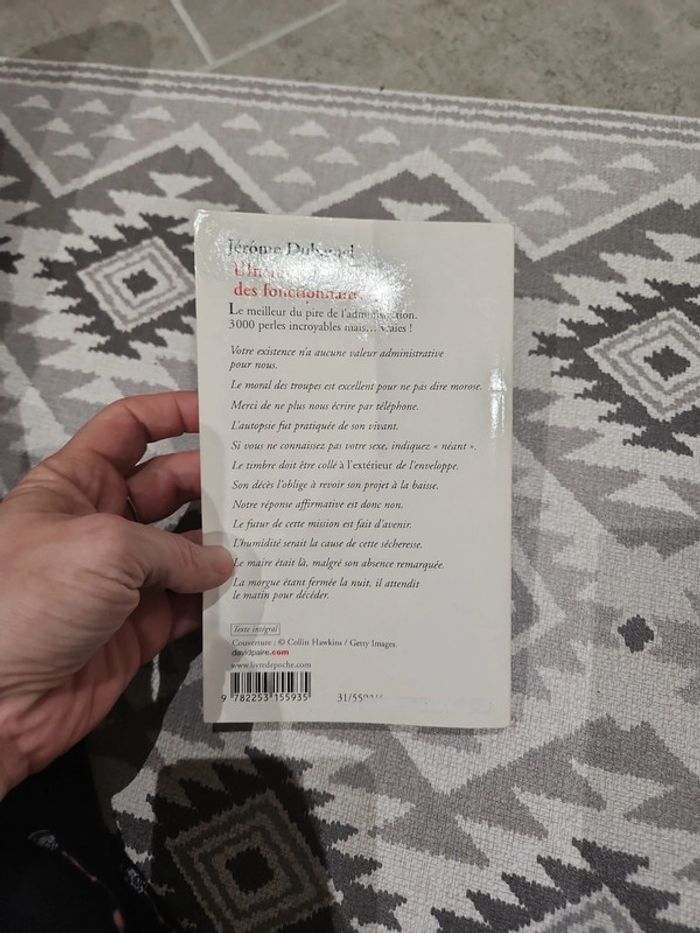 Jérôme
des fonctionnaires
Le meilleur du pire de l'administration.
3000 perles incroyables mais... vraies !
Votre existence n'a aucune valeur administrative
pour nous.
Le moral des troupes est excellent pour ne pas dire morose.
Merci de ne plus nous écrire par téléphone.
L'autopsie fut pratiquée de son vivant.
Si vous ne connaissez pas votre sexe, indiquez « néant ».
Le timbre doit être collé à l'extérieur de l'enveloppe.
Son décès l'oblige à revoir son projet à la baisse.
Notre réponse affirmative est donc non.
Le futur de cette mission est fait d'avenir.
L'humidité serait la cause de cette sécheresse.
Le maire était là, malgré son absence remarquée.
La morgue étant fermée la nuit, il attendit
le matin pour décéder.
Texte intégral
Couverture : © Collin Hawkins / Getty Images.
davidpaire.com
www.livredepoche.com
9 782253 155935